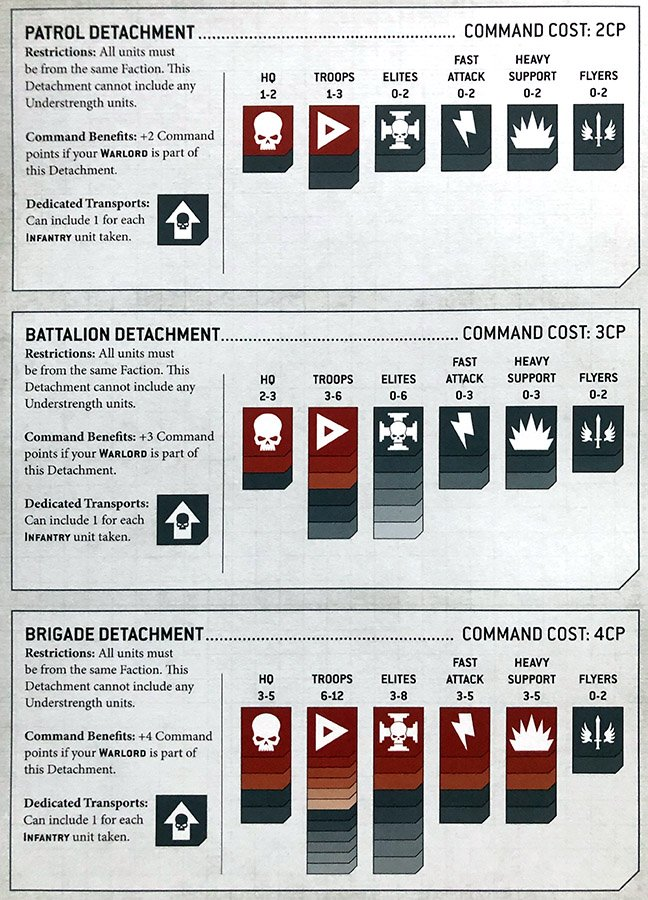 PATROL DETACHMENT ........................................ COMMAND COST: 2CP
Restrictions: All units must
be from the same Faction. This
Detachment cannot include any
Understrength units.
Command Benefits: +2 Command
points if your WARLORD is part of
this Detachment.
Dedicated Transports:
Can include 1 for each
INFANTRY unit taken.
HQ
1-2
TROOPS
1-3
ELITES
0-2
FAST
ATTACK
0-2
HEAVY
SUPPORT
0-2
FLYERS
0-2
BATTALION DETACHMENT ........................................ COMMAND COST: 3CP
Restrictions: All units must
be from the same Faction. This
Detachment cannot include any
Understrength units.
Command Benefits: +3 Command
points if your WARLORD is part of
this Detachment.
Dedicated Transports:
Can include 1 for each
INFANTRY unit taken.
HQ
2-3
TROOPS
3-6
ELITES
0-6
FAST
ATTACK
0-3
HEAVY
SUPPORT
0-3
FLYERS
0-2
BRIGADE DETACHMENT ........................................ COMMAND COST: 4CP
Restrictions: All units must
be from the same Faction. This
Detachment cannot include any
Understrength units.
Command Benefits: +4 Command
points if your WARLORD is part of
this Detachment.
Dedicated Transports:
Can include 1 for each
INFANTRY unit taken.
HQ
3-5
TROOPS
6-12
ELITES
3-8
FAST
ATTACK
3-5
HEAVY
SUPPORT
3-5
FLYERS
0-2